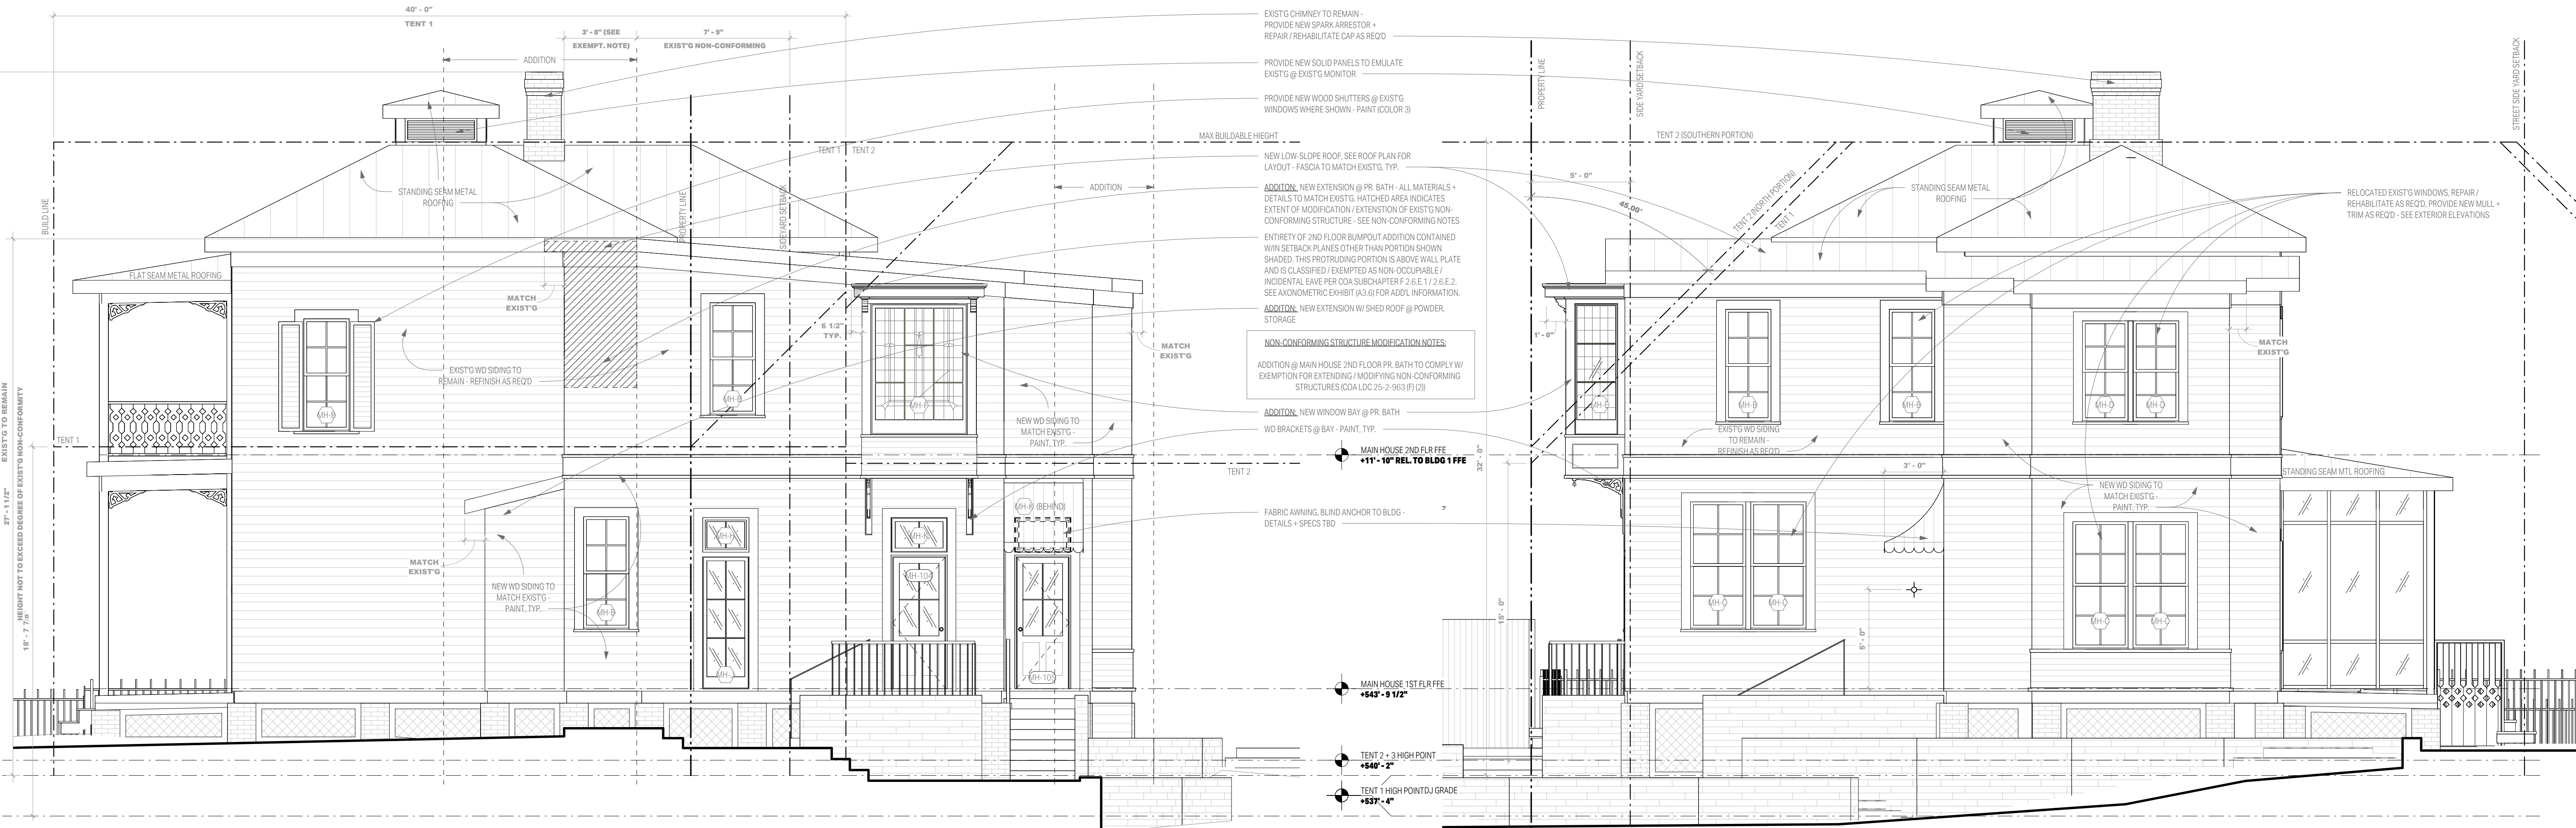 40' - 0"
TENT 1
3' - 8" (SEE
EXEMPT. NOTE)
7' - 9"
EXIST'G NON-CONFORMING
ADDITION
BUILD LINE
PROPERTY LINE
SIDEYARD SETBACK
TENT 1
TENT 2
STANDING SEAM METAL
ROOFING
FLAT SEAM METAL ROOFING
MATCH
EXIST'G
EXIST'G WD SIDING TO
REMAIN - REFINISH AS REQ'D
6 1/2"
TYP.
ADDITION
MATCH
EXIST'G
NEW WD SIDING TO
MATCH EXIST'G -
PAINT, TYP.
MH-B
MH-B
MH-F
TENT 1
TENT 2
EXIST'G TO REMAIN
27' - 1 1/2"
HEIGHT NOT TO EXCEED DEGREE OF EXIST'G NON-CONFORMITY
18' - 7 7/8"
MATCH
EXIST'G
NEW WD SIDING TO
MATCH EXIST'G -
PAINT, TYP.
MH-B
MH-H
MH-J
MH-K
MH-104
MH-K (BEHIND)
MH-105
EXIST'G CHIMNEY TO REMAIN -
PROVIDE NEW SPARK ARRESTOR +
REPAIR / REHABILITATE CAP AS REQ'D
PROVIDE NEW SOLID PANELS TO EMULATE
EXIST'G @ EXIST'G MONITOR
PROVIDE NEW WOOD SHUTTERS @ EXIST'G
WINDOWS WHERE SHOWN - PAINT (COLOR 3)
MAX BUILDABLE HIEGHT
NEW LOW-SLOPE ROOF, SEE ROOF PLAN FOR
LAYOUT - FASCIA TO MATCH EXIST'G, TYP.
ADDITON: NEW EXTENSION @ PR. BATH - ALL MATERIALS +
DETAILS TO MATCH EXIST'G. HATCHED AREA INDICATES
EXTENT OF MODIFICATION / EXTENSION OF EXIST'G NON-
CONFORMING STRUCTURE - SEE NON-CONFORMING NOTES
ENTIRETY OF 2ND FLOOR BUMPOUT ADDITION CONTAINED
W/IN SETBACK PLANES OTHER THAN PORTION SHOWN
SHADED. THIS PROTRUDING PORTION IS ABOVE WALL PLATE
AND IS CLASSIFIED / EXEMPTED AS NON-OCCUPIABLE /
INCIDENTAL EAVE PER COA SUBCHAPTER F 2.6.E.1 / 2.6.E.2.
SEE AXONOMETRIC EXHIBIT (A3.6) FOR ADD'L INFORMATION.
ADDITON: NEW EXTENSION W/ SHED ROOF @ POWDER,
STORAGE
NON-CONFORMING STRUCTURE MODIFICATION NOTES:
ADDITION @ MAIN HOUSE 2ND FLOOR PR. BATH TO COMPLY W/
EXEMPTION FOR EXTENDING / MODIFYING NON-CONFORMING
STRUCTURES (COA LDC 25-2-963 (F) (2))
ADDITON: NEW WINDOW BAY @ PR. BATH
WD BRACKETS @ BAY - PAINT, TYP.
MAIN HOUSE 2ND FLR FFE
+11' - 10" REL. TO BLDG 1 FFE
FABRIC AWNING, BLIND ANCHOR TO BLDG -
DETAILS + SPECS TBD
MAIN HOUSE 1ST FLR FFE
+543' - 9 1/2"
TENT 2 + 3 HIGH POINT
+540' - 2"
TENT 1 HIGH POINTDJ GRADE
+537' - 4"
32' - 0"
15' - 0"
PROPERTY LINE
SIDE YARD SETBACK
TENT 2 (SOUTHERN PORTION)
STREET SIDE YARD SETBACK
5' - 0"
45.00°
TENT 2 (NORTH PORTION)
TENT 1
STANDING SEAM METAL
ROOFING
RELOCATED EXIST'G WINDOWS, REPAIR /
REHABILITATE AS REQ'D, PROVIDE NEW MULL +
TRIM AS REQ'D - SEE EXTERIOR ELEVATIONS
1' - 0"
MATCH
EXIST'G
MH-B
MH-B
MH-D
MH-D
EXIST'G WD SIDING
TO REMAIN -
REFINISH AS REQ'D
3' - 0"
STANDING SEAM MTL ROOFING
NEW WD SIDING TO
MATCH EXIST'G -
PAINT, TYP.
MH-C
MH-C
MH-C
MH-C
5' - 0"